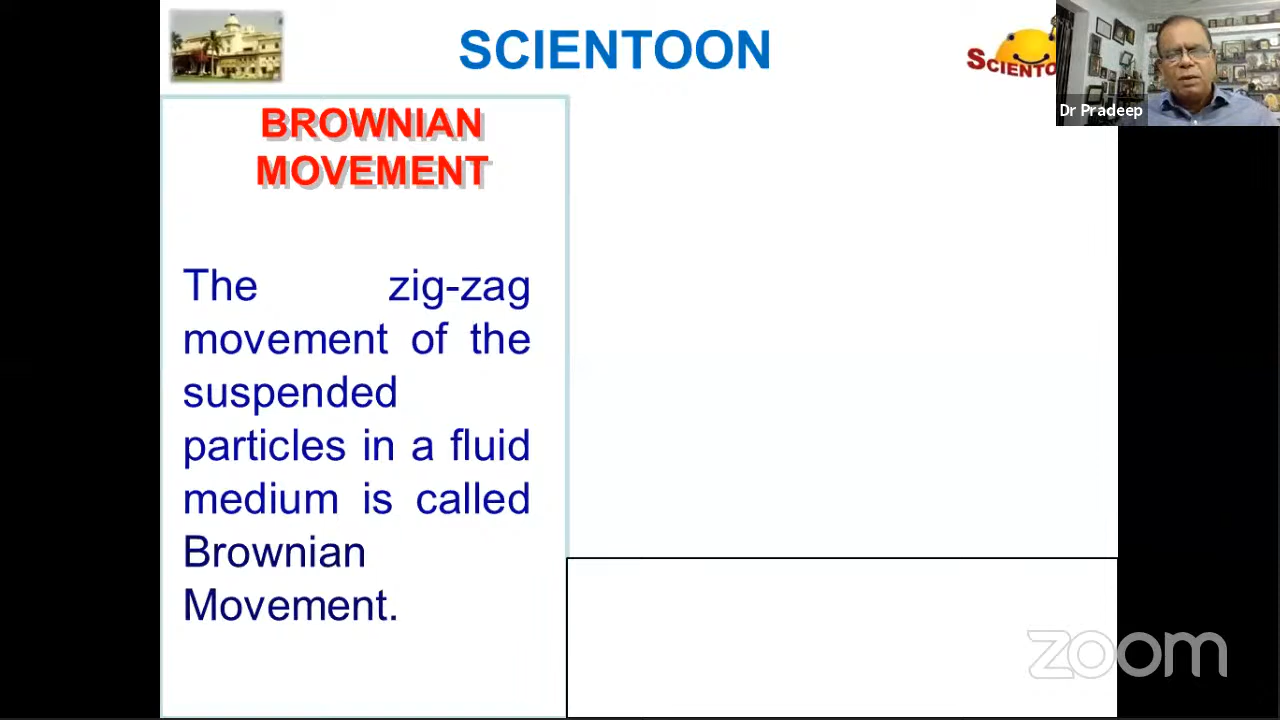 SCIENTOON
SCIENTO
Dr Pradeep
BROWNIAN
MOVEMENT
The zig-zag
movement of the
suspended
particles in a fluid
medium is called
Brownian
Movement.
zoom